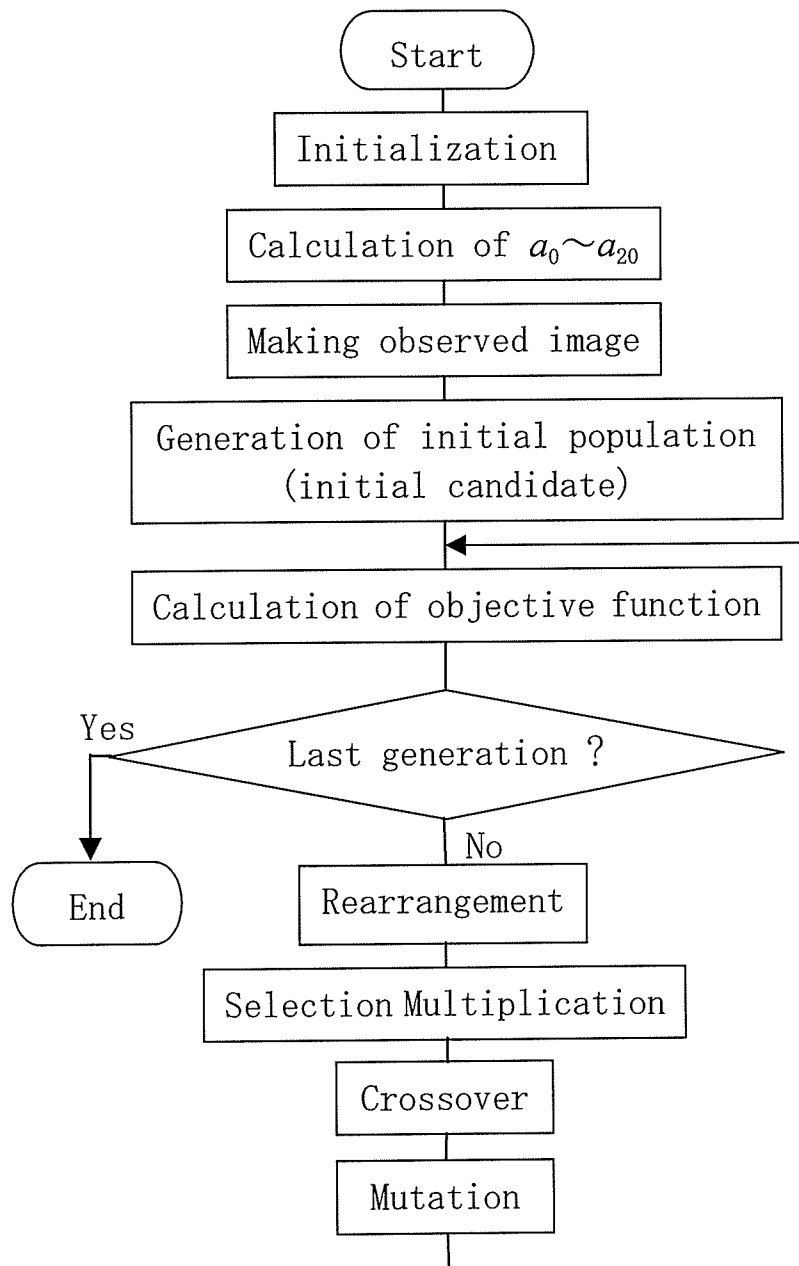 Start
Initialization
Calculation of a₀~a₂₀
Making observed image
Generation of initial population
(initial candidate)
Calculation of objective function
Yes
Last generation ?
No
End
Rearrangement
Selection Multiplication
Crossover
Mutation